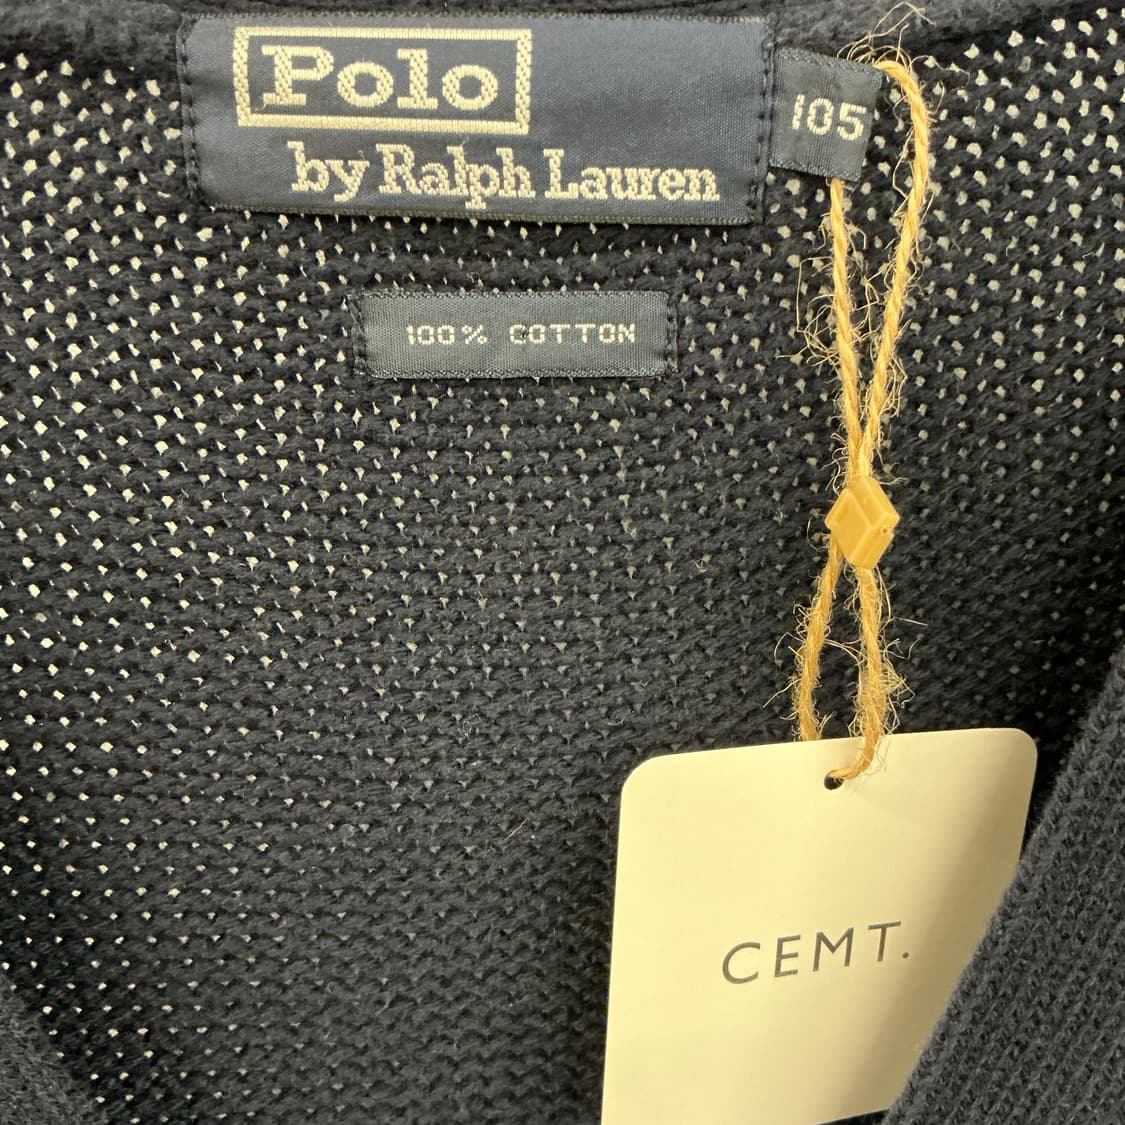 Polo
by Ralph Lauren
105
100% COTTON
CEMT.